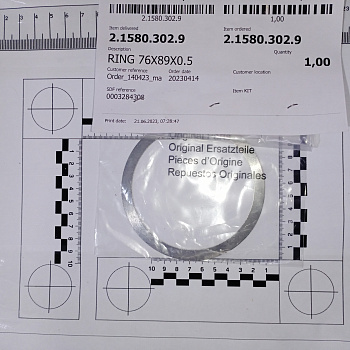 2.1580.302.9 1,00
Item delivered Item ordered
2.1580.302.9 2.1580.302.9
Description Quantity
RING 76X89X0.5 1,00
Customer reference Order date Customer location
Order_140423_ma 20230414
SDF reference Item KIT
0003284308
Print date: 21.06.2023, 07:28:47
Original Ersatzteile
Pieces d'Origine
Repuestos Originales
10 9 8 7 6 5 4 3 2 1